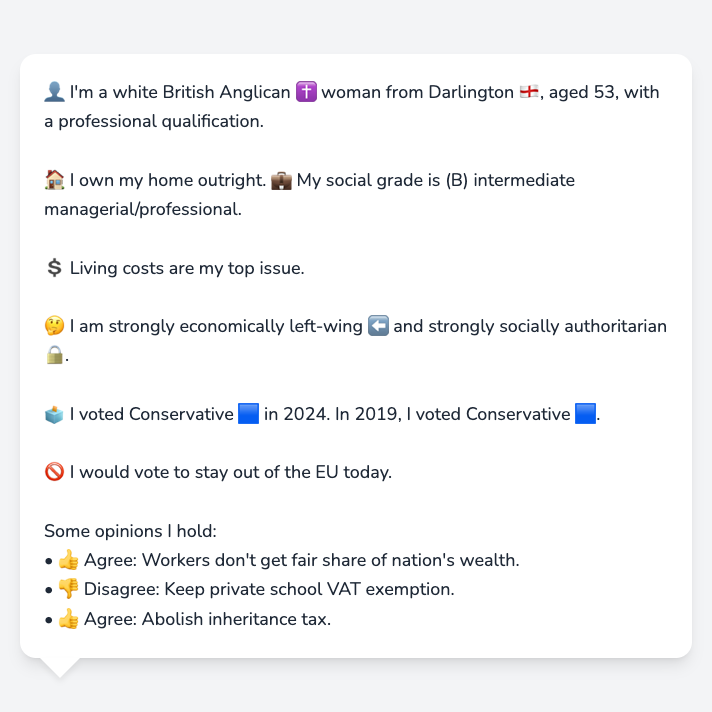 👤 I'm a white British Anglican ✝️ woman from Darlington 🏴󠁧󠁢󠁥󠁮󠁧󠁿, aged 53, with
a professional qualification.
🏠 I own my home outright. 💼 My social grade is (B) intermediate
managerial/professional.
💲 Living costs are my top issue.
🤔 I am strongly economically left-wing ⬅️ and strongly socially authoritarian
🔒.
🗳️ I voted Conservative 🟦 in 2024. In 2019, I voted Conservative 🟦.
🚫 I would vote to stay out of the EU today.
Some opinions I hold:
• 👍 Agree: Workers don't get fair share of nation's wealth.
• 👎 Disagree: Keep private school VAT exemption.
• 👍 Agree: Abolish inheritance tax.